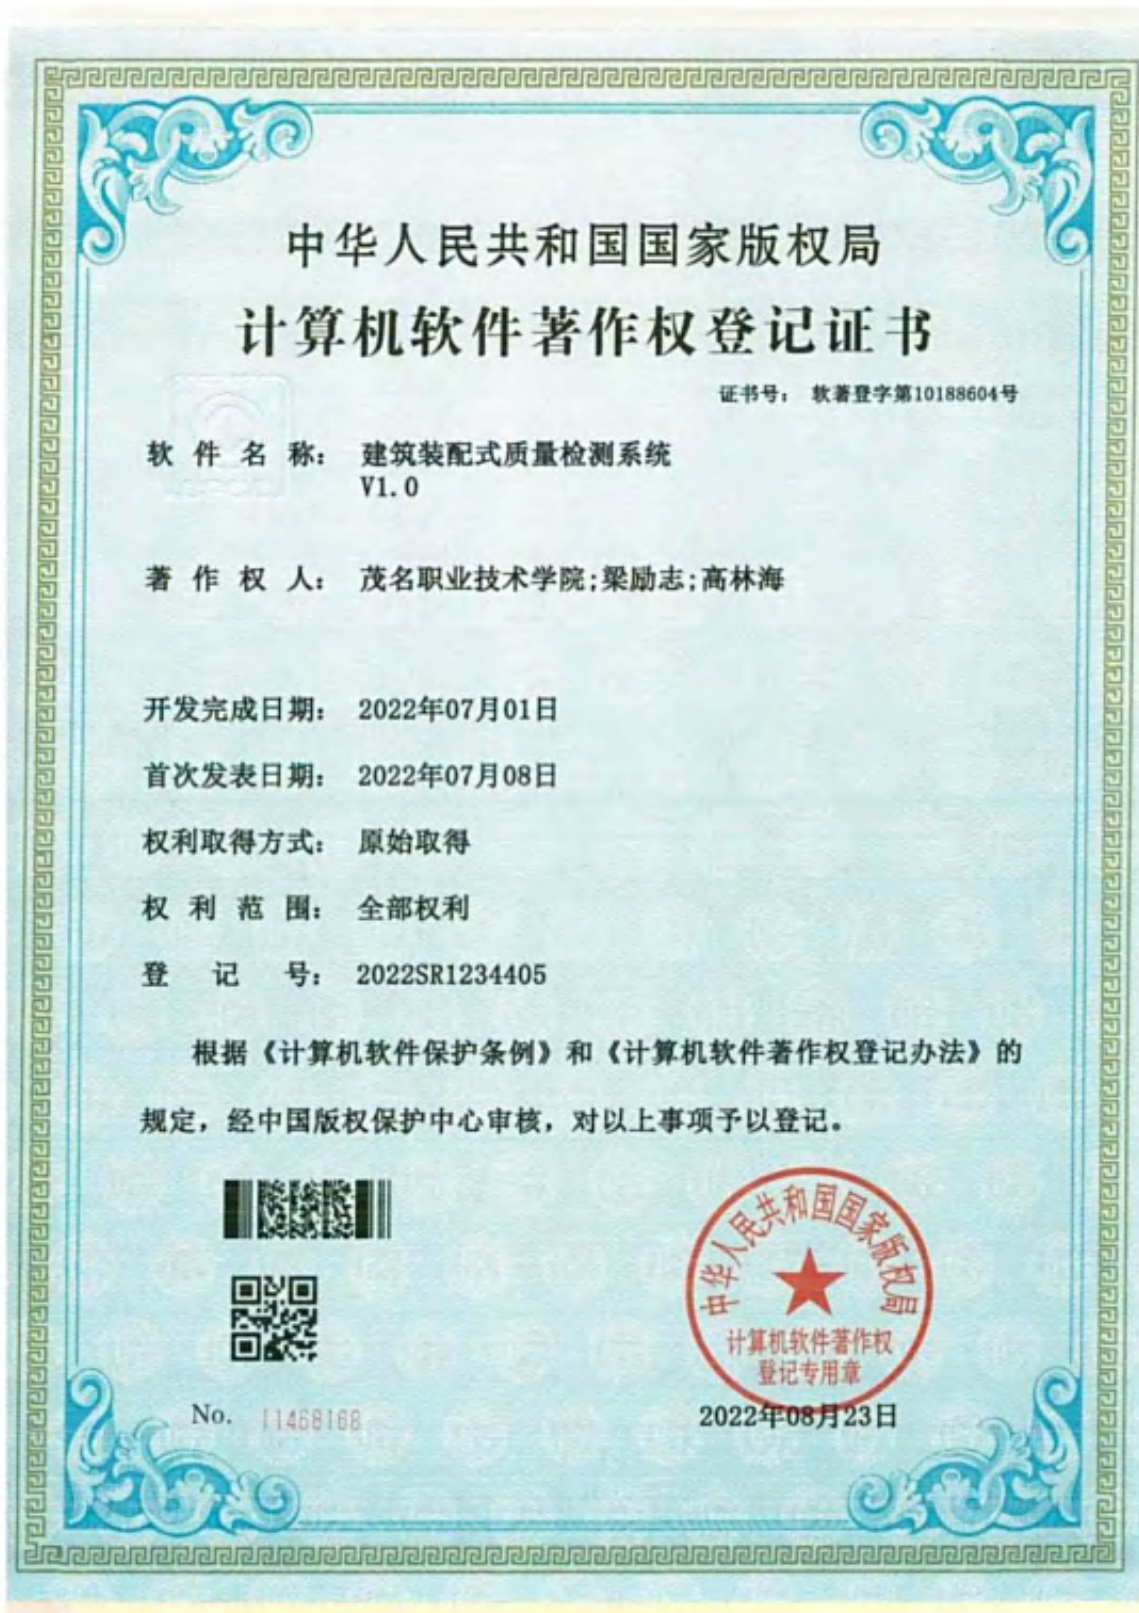 中华人民共和国国家版权局
计算机软件著作权登记证书
证书号： 软著登字第10188604号
软件名称： 建筑装配式质量检测系统
V1.0
著作权人： 茂名职业技术学院;梁励志;高林海
开发完成日期： 2022年07月01日
首次发表日期： 2022年07月08日
权利取得方式： 原始取得
权利范围： 全部权利
登记号： 2022SR1234405
根据《计算机软件保护条例》和《计算机软件著作权登记办法》的
规定，经中国版权保护中心审核，对以上事项予以登记。
中华人民共和国国家版权局
计算机软件著作权
登记专用章
No. 11468168
2022年08月23日